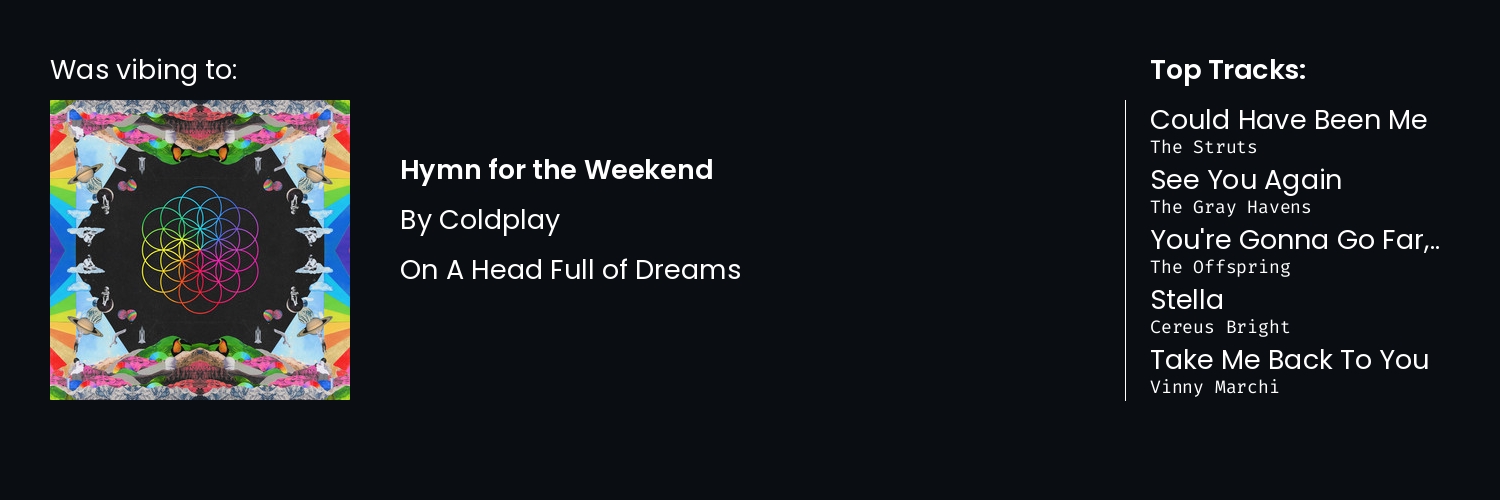 Was vibing to:
Hymn for the Weekend
By Coldplay
On A Head Full of Dreams
Top Tracks:
Could Have Been Me
The Struts
See You Again
The Gray Havens
You're Gonna Go Far,..
The Offspring
Stella
Cereus Bright
Take Me Back To You
Vinny Marchi